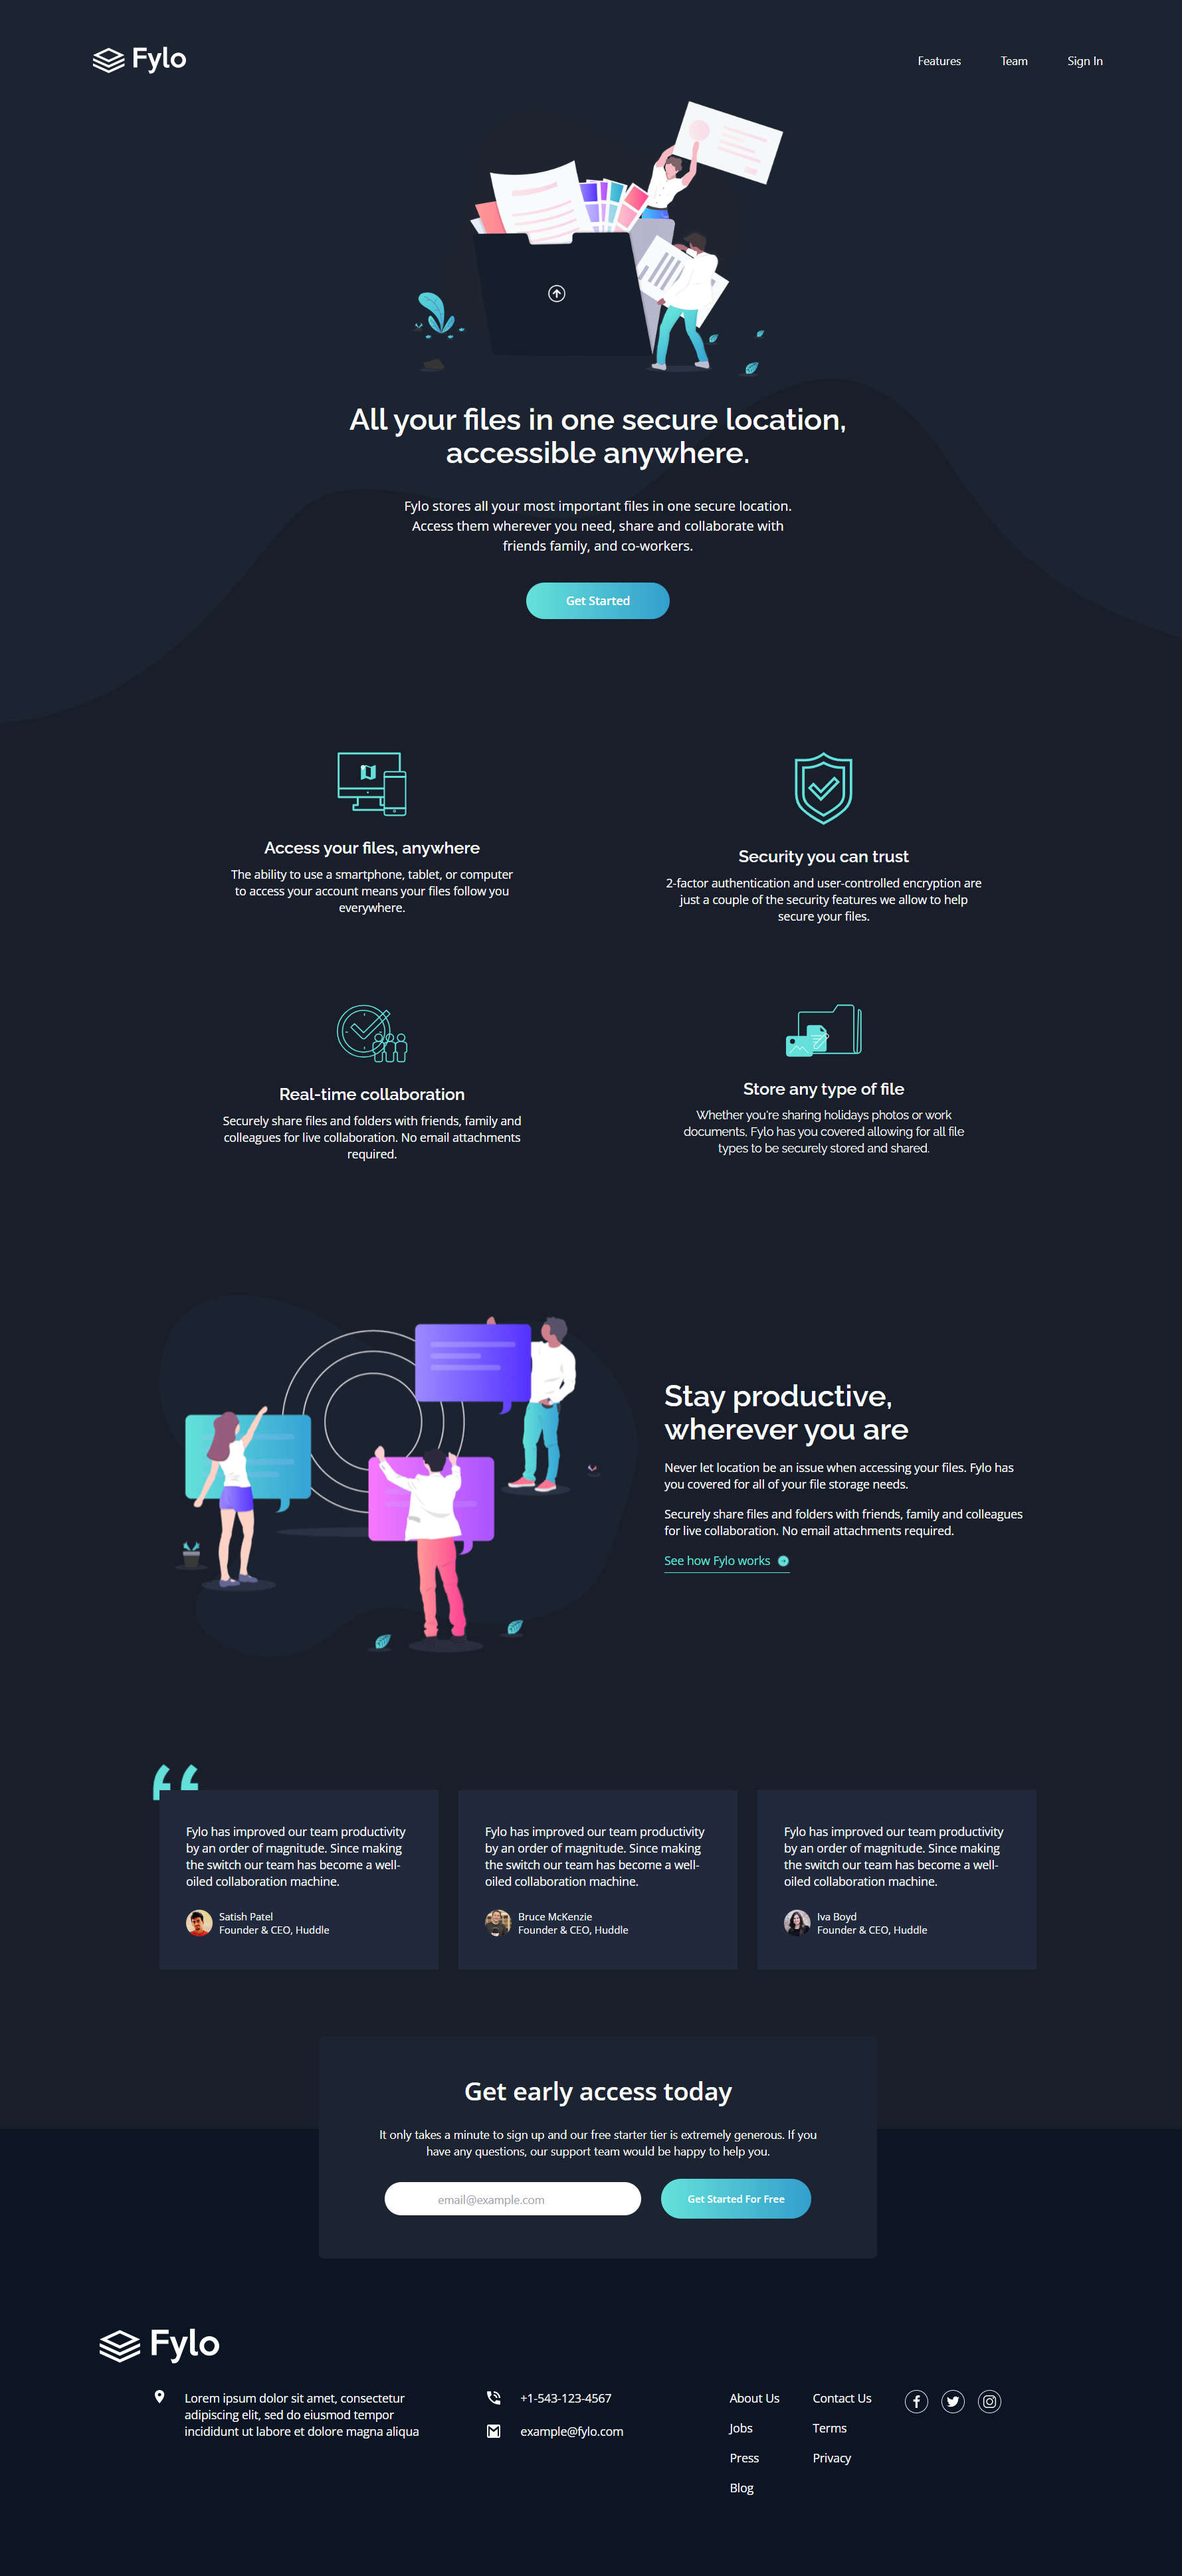 Fylo
Features
Team
Sign In
All your files in one secure location,
accessible anywhere.
Fylo stores all your most important files in one secure location.
Access them wherever you need, share and collaborate with
friends family, and co-workers.
Get Started
Access your files, anywhere
The ability to use a smartphone, tablet, or computer
to access your account means your files follow you
everywhere.
Security you can trust
2-factor authentication and user-controlled encryption are
just a couple of the security features we allow to help
secure your files.
Real-time collaboration
Securely share files and folders with friends, family and
colleagues for live collaboration. No email attachments
required.
Store any type of file
Whether you're sharing holidays photos or work
documents, Fylo has you covered allowing for all file
types to be securely stored and shared.
Stay productive,
wherever you are
Never let location be an issue when accessing your files. Fylo has
you covered for all of your file storage needs.
Securely share files and folders with friends, family and colleagues
for live collaboration. No email attachments required.
See how Fylo works
Fylo has improved our team productivity
by an order of magnitude. Since making
the switch our team has become a well-
oiled collaboration machine.
Satish Patel
Founder & CEO, Huddle
Fylo has improved our team productivity
by an order of magnitude. Since making
the switch our team has become a well-
oiled collaboration machine.
Bruce McKenzie
Founder & CEO, Huddle
Fylo has improved our team productivity
by an order of magnitude. Since making
the switch our team has become a well-
oiled collaboration machine.
Iva Boyd
Founder & CEO, Huddle
Get early access today
It only takes a minute to sign up and our free starter tier is extremely generous. If you
have any questions, our support team would be happy to help you.
email@example.com
Get Started For Free
Fylo
Lorem ipsum dolor sit amet, consectetur
adipiscing elit, sed do eiusmod tempor
incididunt ut labore et dolore magna aliqua
+1-543-123-4567
example@fylo.com
About Us
Jobs
Press
Blog
Contact Us
Terms
Privacy